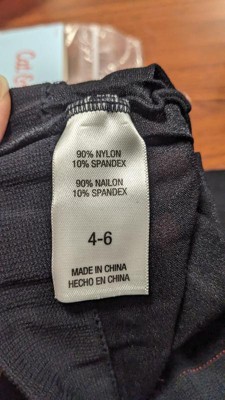 90% NYLON
10% SPANDEX
90% NAILON
10% SPANDEX
4-6
MADE IN CHINA
HECHO EN CHINA